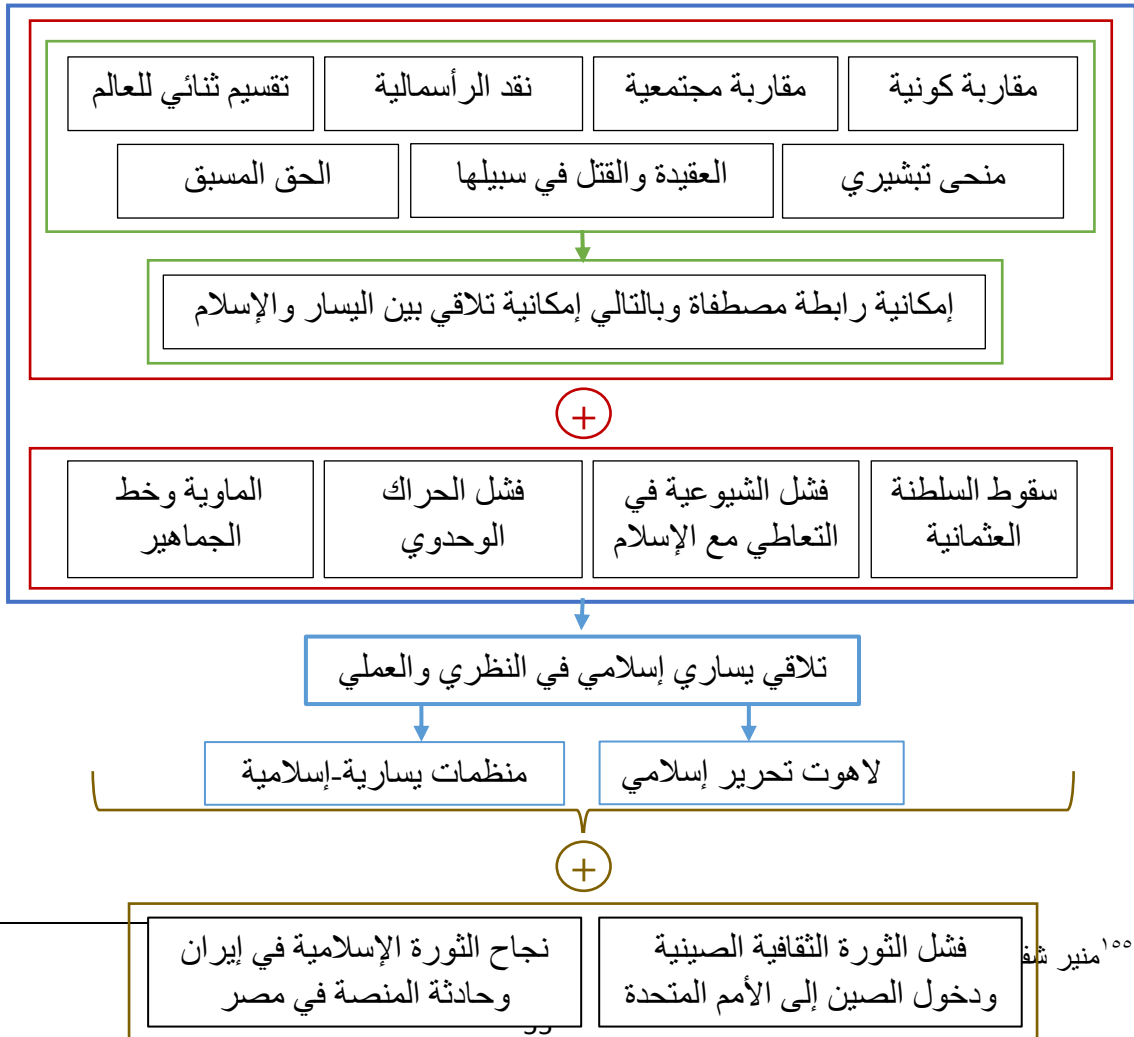 مقاربة كونية
مقاربة مجتمعية
نقد الرأسمالية
تقسيم ثنائي للعالم
منحى تبشيري
العقيدة والقتل في سبيلها
الحق المسبق
إمكانية رابطة مصطفاة وبالتالي إمكانية تلاقي بين اليسار والإسلام
+
سقوط السلطنة
العثمانية
فشل الشيوعية في
التعاطي مع الإسلام
فشل الحراك
الوحدوي
الماوية وخط
الجماهير
تلاقي يساري إسلامي في النظري والعملي
لاهوت تحرير إسلامي
منظمات يسارية-إسلامية
+
فشل الثورة الثقافية الصينية
ودخول الصين إلى الأمم المتحدة
نجاح الثورة الإسلامية في إيران
وحادثة المنصة في مصر
١٥٥منير